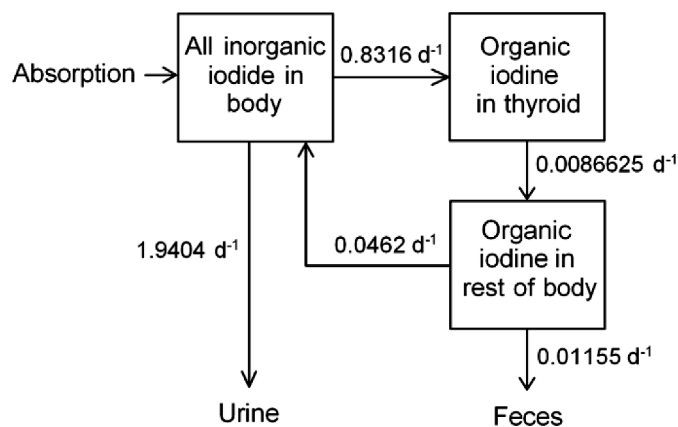 Absorption
All inorganic
iodide in
body
0.8316 d-1
Organic
iodine
in thyroid
0.0086625 d-1
1.9404 d-1
0.0462 d-1
Organic
iodine in
rest of body
0.01155 d-1
Urine
Feces